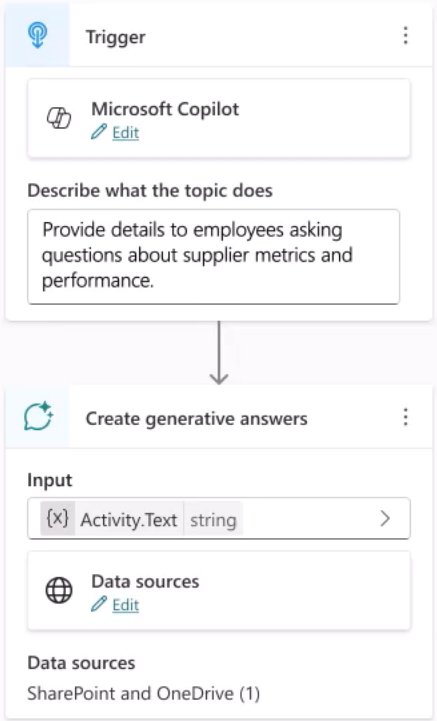 Trigger
Microsoft Copilot
Edit
Describe what the topic does
Provide details to employees asking
questions about supplier metrics and
performance.
Create generative answers
Input
{x} Activity.Text string
Data sources
Edit
Data sources
SharePoint and OneDrive (1)